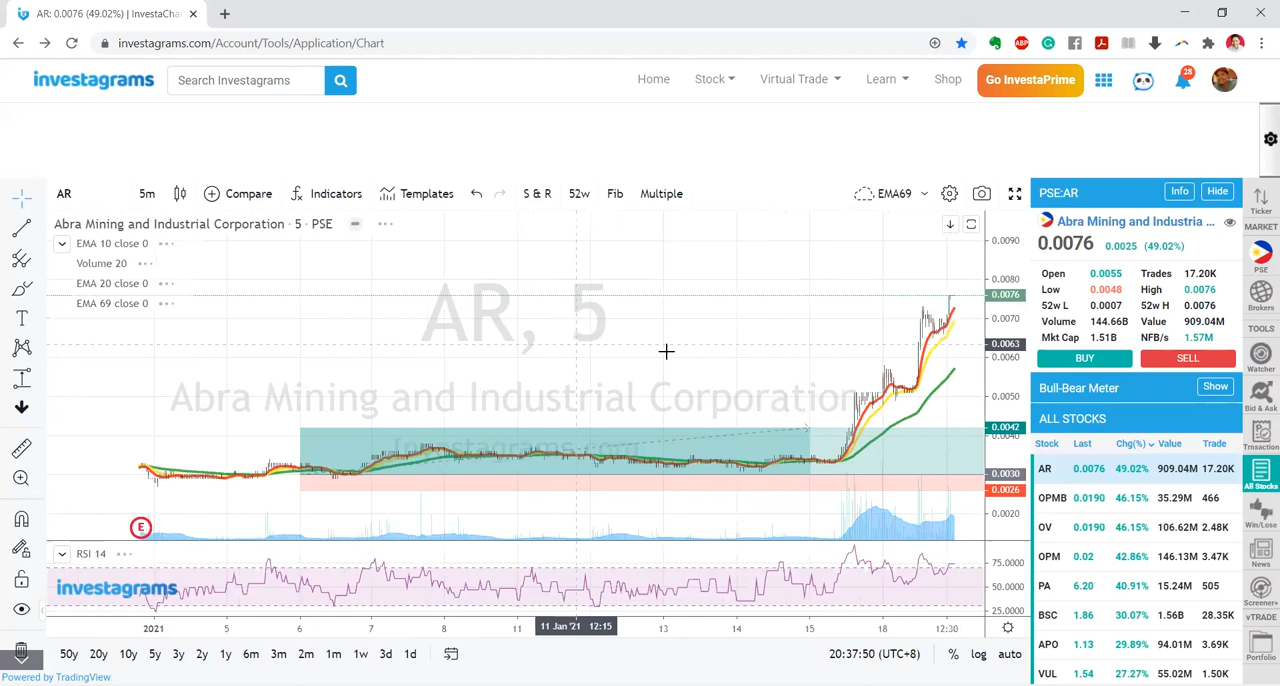 AR: 0.0076 (49.02%) | InvestaCha
investagrams.com/Account/Tools/Application/Chart
ABP
investagrams
Search Investagrams
Home
Stock
Virtual Trade
Learn
Shop
Go InvestaPrime
28
AR
5m
Compare
Indicators
Templates
S & R
52w
Fib
Multiple
EMA69
Abra Mining and Industrial Corporation · 5 · PSE
EMA 10 close 0
Volume 20
EMA 20 close 0
EMA 69 close 0
AR, 5
Abra Mining and Industrial Corporation
Investagrams.com
0.0090
0.0080
0.0076
0.0070
0.0063
0.0060
0.0050
0.0042
0.0040
0.0030
0.0026
0.0020
E
RSI 14
investagrams
75.0000
50.0000
25.0000
2021 5 6 7 8 11 11 Jan '21 12:15 13 14 15 18 12:30
50y 20y 10y 5y 3y 2y 1y 6m 3m 2m 1m 1w 3d 1d
20:37:50 (UTC+8)
% log auto
Powered by TradingView
PSE:AR
Info
Hide
Abra Mining and Industria ...
0.0076 0.0025 (49.02%)
Open 0.0055 Trades 17.20K
Low 0.0048 High 0.0076
52w L 0.0007 52w H 0.0076
Volume 144.66B Value 909.04M
Mkt Cap 1.51B NFB/s 1.57M
BUY
SELL
Bull-Bear Meter
Show
ALL STOCKS
Stock Last Chg(%) Value Trade
AR 0.0076 49.02% 909.04M 17.20K
OPMB 0.0190 46.15% 35.29M 466
OV 0.0190 46.15% 106.62M 2.48K
OPM 0.02 42.86% 146.13M 3.47K
PA 6.20 40.91% 15.24M 505
BSC 1.86 30.07% 1.56B 28.35K
APO 1.13 29.89% 94.01M 3.69K
VUL 1.54 27.27% 55.02M 1.50K
Ticker
MARKET
PSE
Brokers
TOOLS
Watcher
Bid & Ask
Trnsaction
All Stocks
Win/Lose
News
Screener+
vTRADE
Portfolio